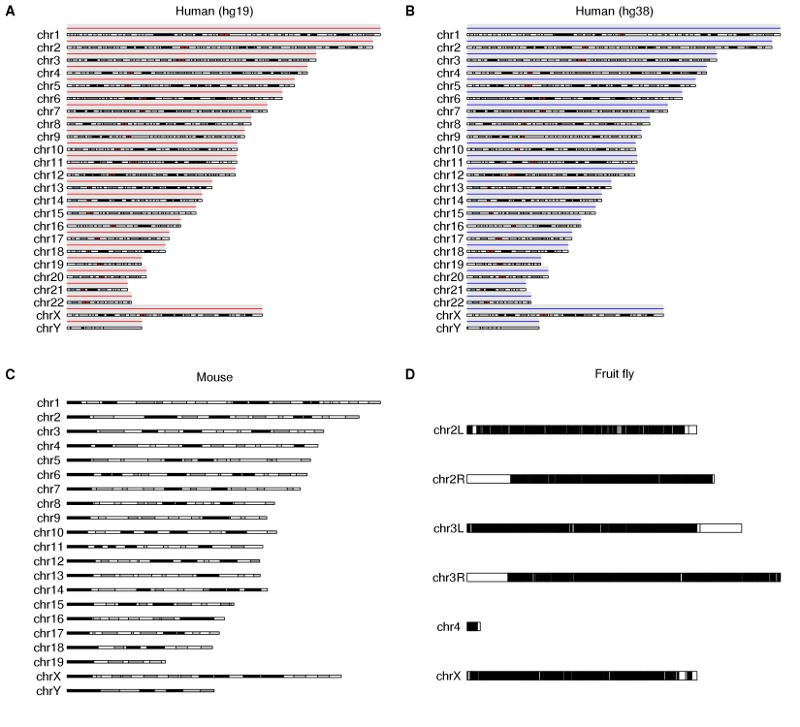 A
Human (hg19)
chr1
chr2
chr3
chr4
chr5
chr6
chr7
chr8
chr9
chr10
chr11
chr12
chr13
chr14
chr15
chr16
chr17
chr18
chr19
chr20
chr21
chr22
chrX
chrY
B
Human (hg38)
chr1
chr2
chr3
chr4
chr5
chr6
chr7
chr8
chr9
chr10
chr11
chr12
chr13
chr14
chr15
chr16
chr17
chr18
chr19
chr20
chr21
chr22
chrX
chrY
C
Mouse
chr1
chr2
chr3
chr4
chr5
chr6
chr7
chr8
chr9
chr10
chr11
chr12
chr13
chr14
chr15
chr16
chr17
chr18
chr19
chrX
chrY
D
Fruit fly
chr2L
chr2R
chr3L
chr3R
chr4
chrX